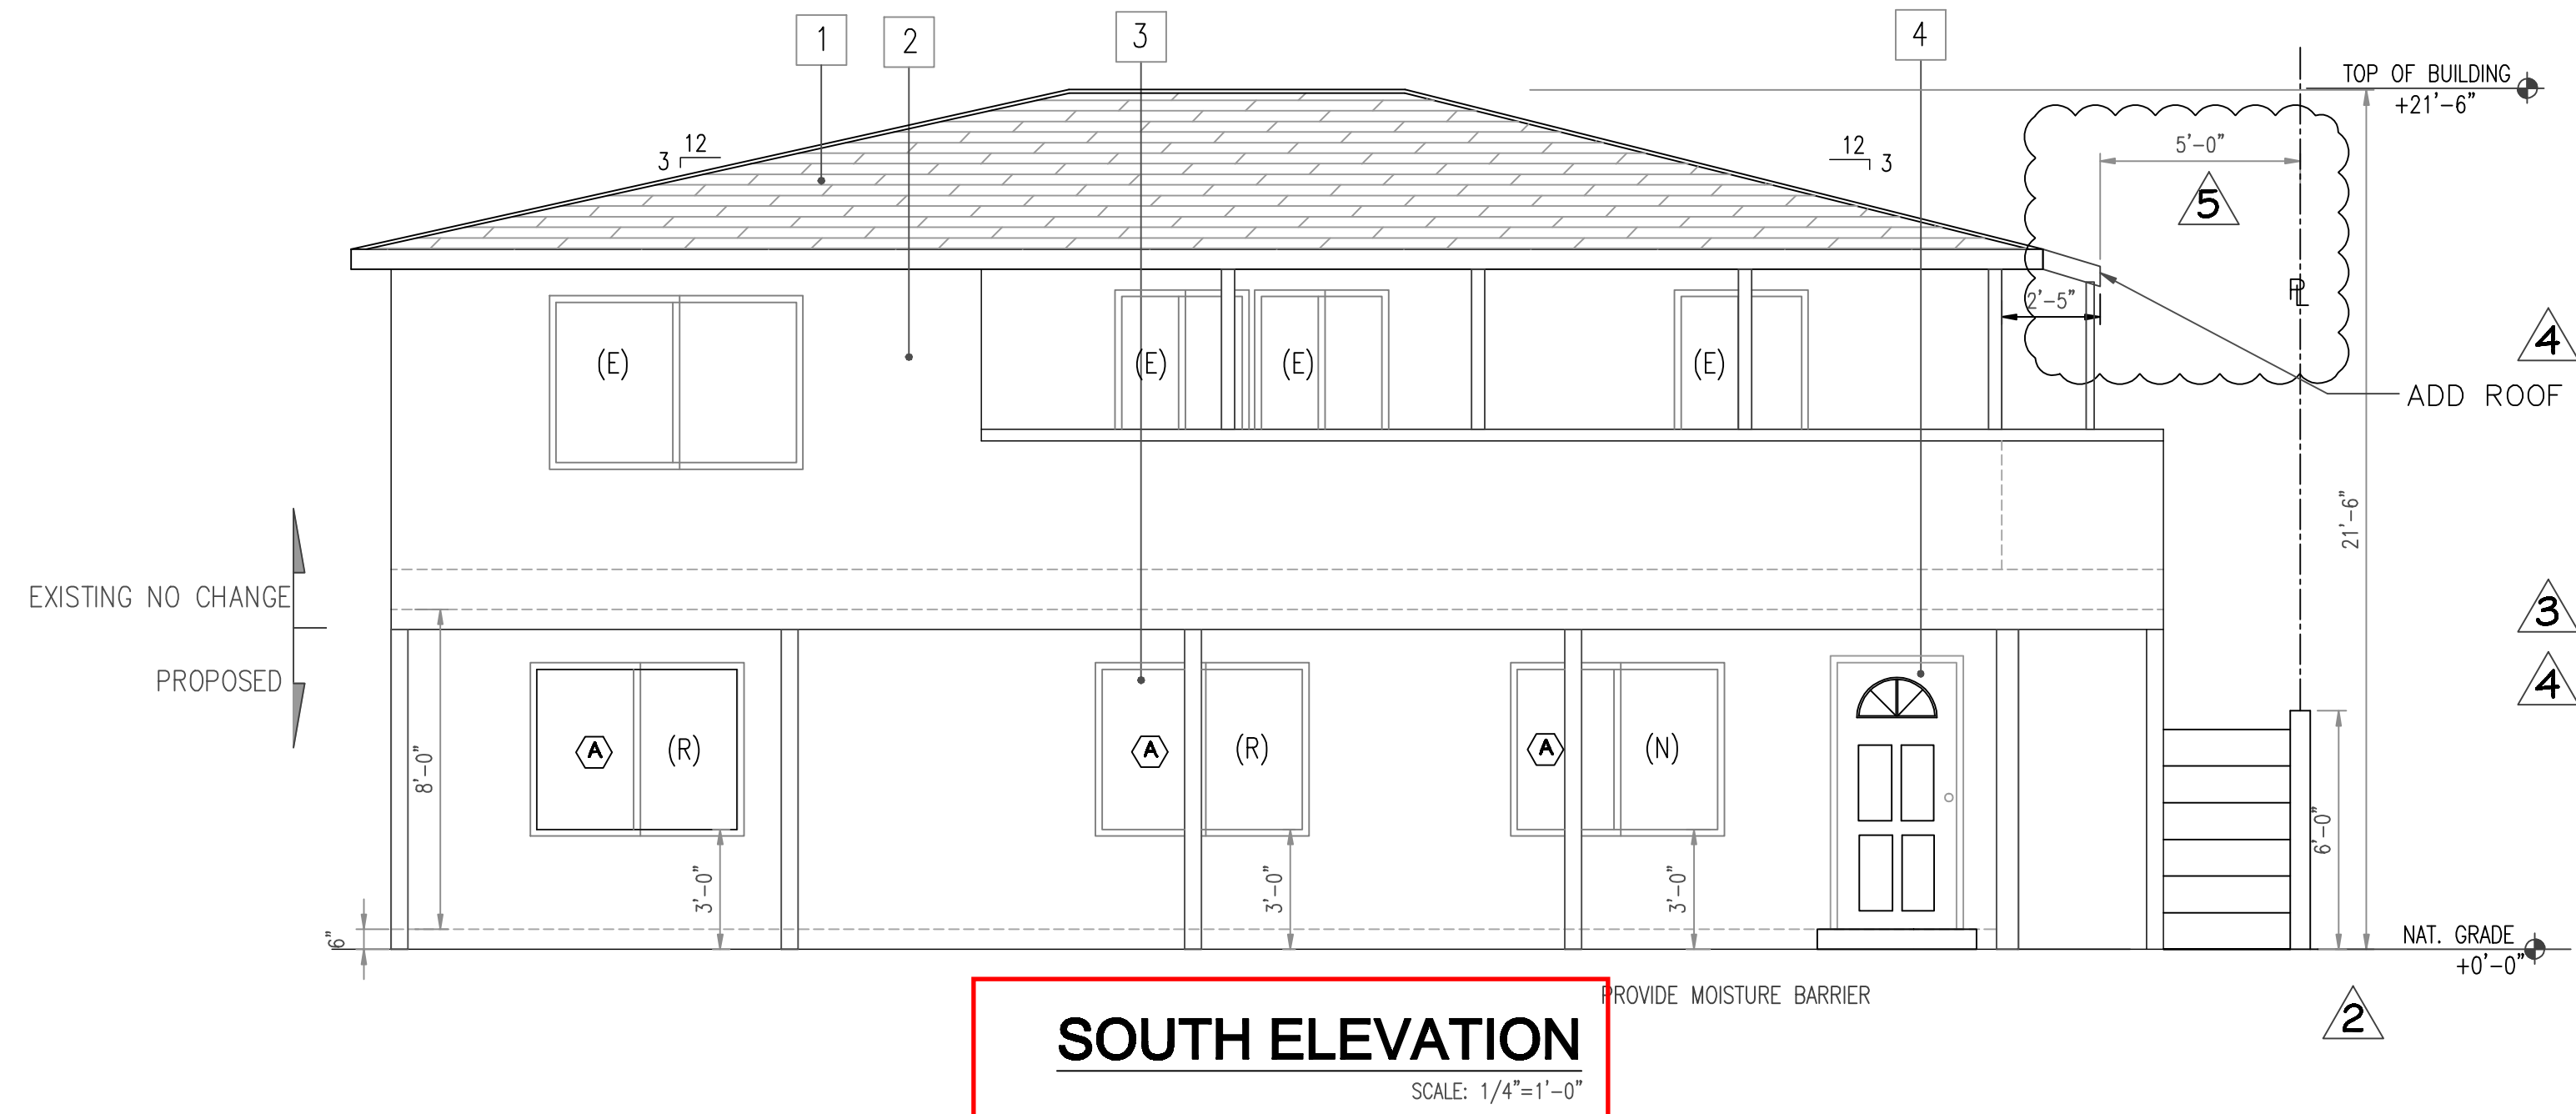 1
2
3
4
TOP OF BUILDING
+21'-6"
12
3
12
3
5'-0"
5
PL
2'-5"
4
(E)
(E)
(E)
(E)
ADD ROOF
21'-6"
EXISTING NO CHANGE
PROPOSED
3
4
8'-0"
A
(R)
A
(R)
A
(N)
3'-0"
3'-0"
3'-0"
6'-0"
6"
NAT. GRADE
+0'-0"
PROVIDE MOISTURE BARRIER
2
SOUTH ELEVATION
SCALE: 1/4"=1'-0"